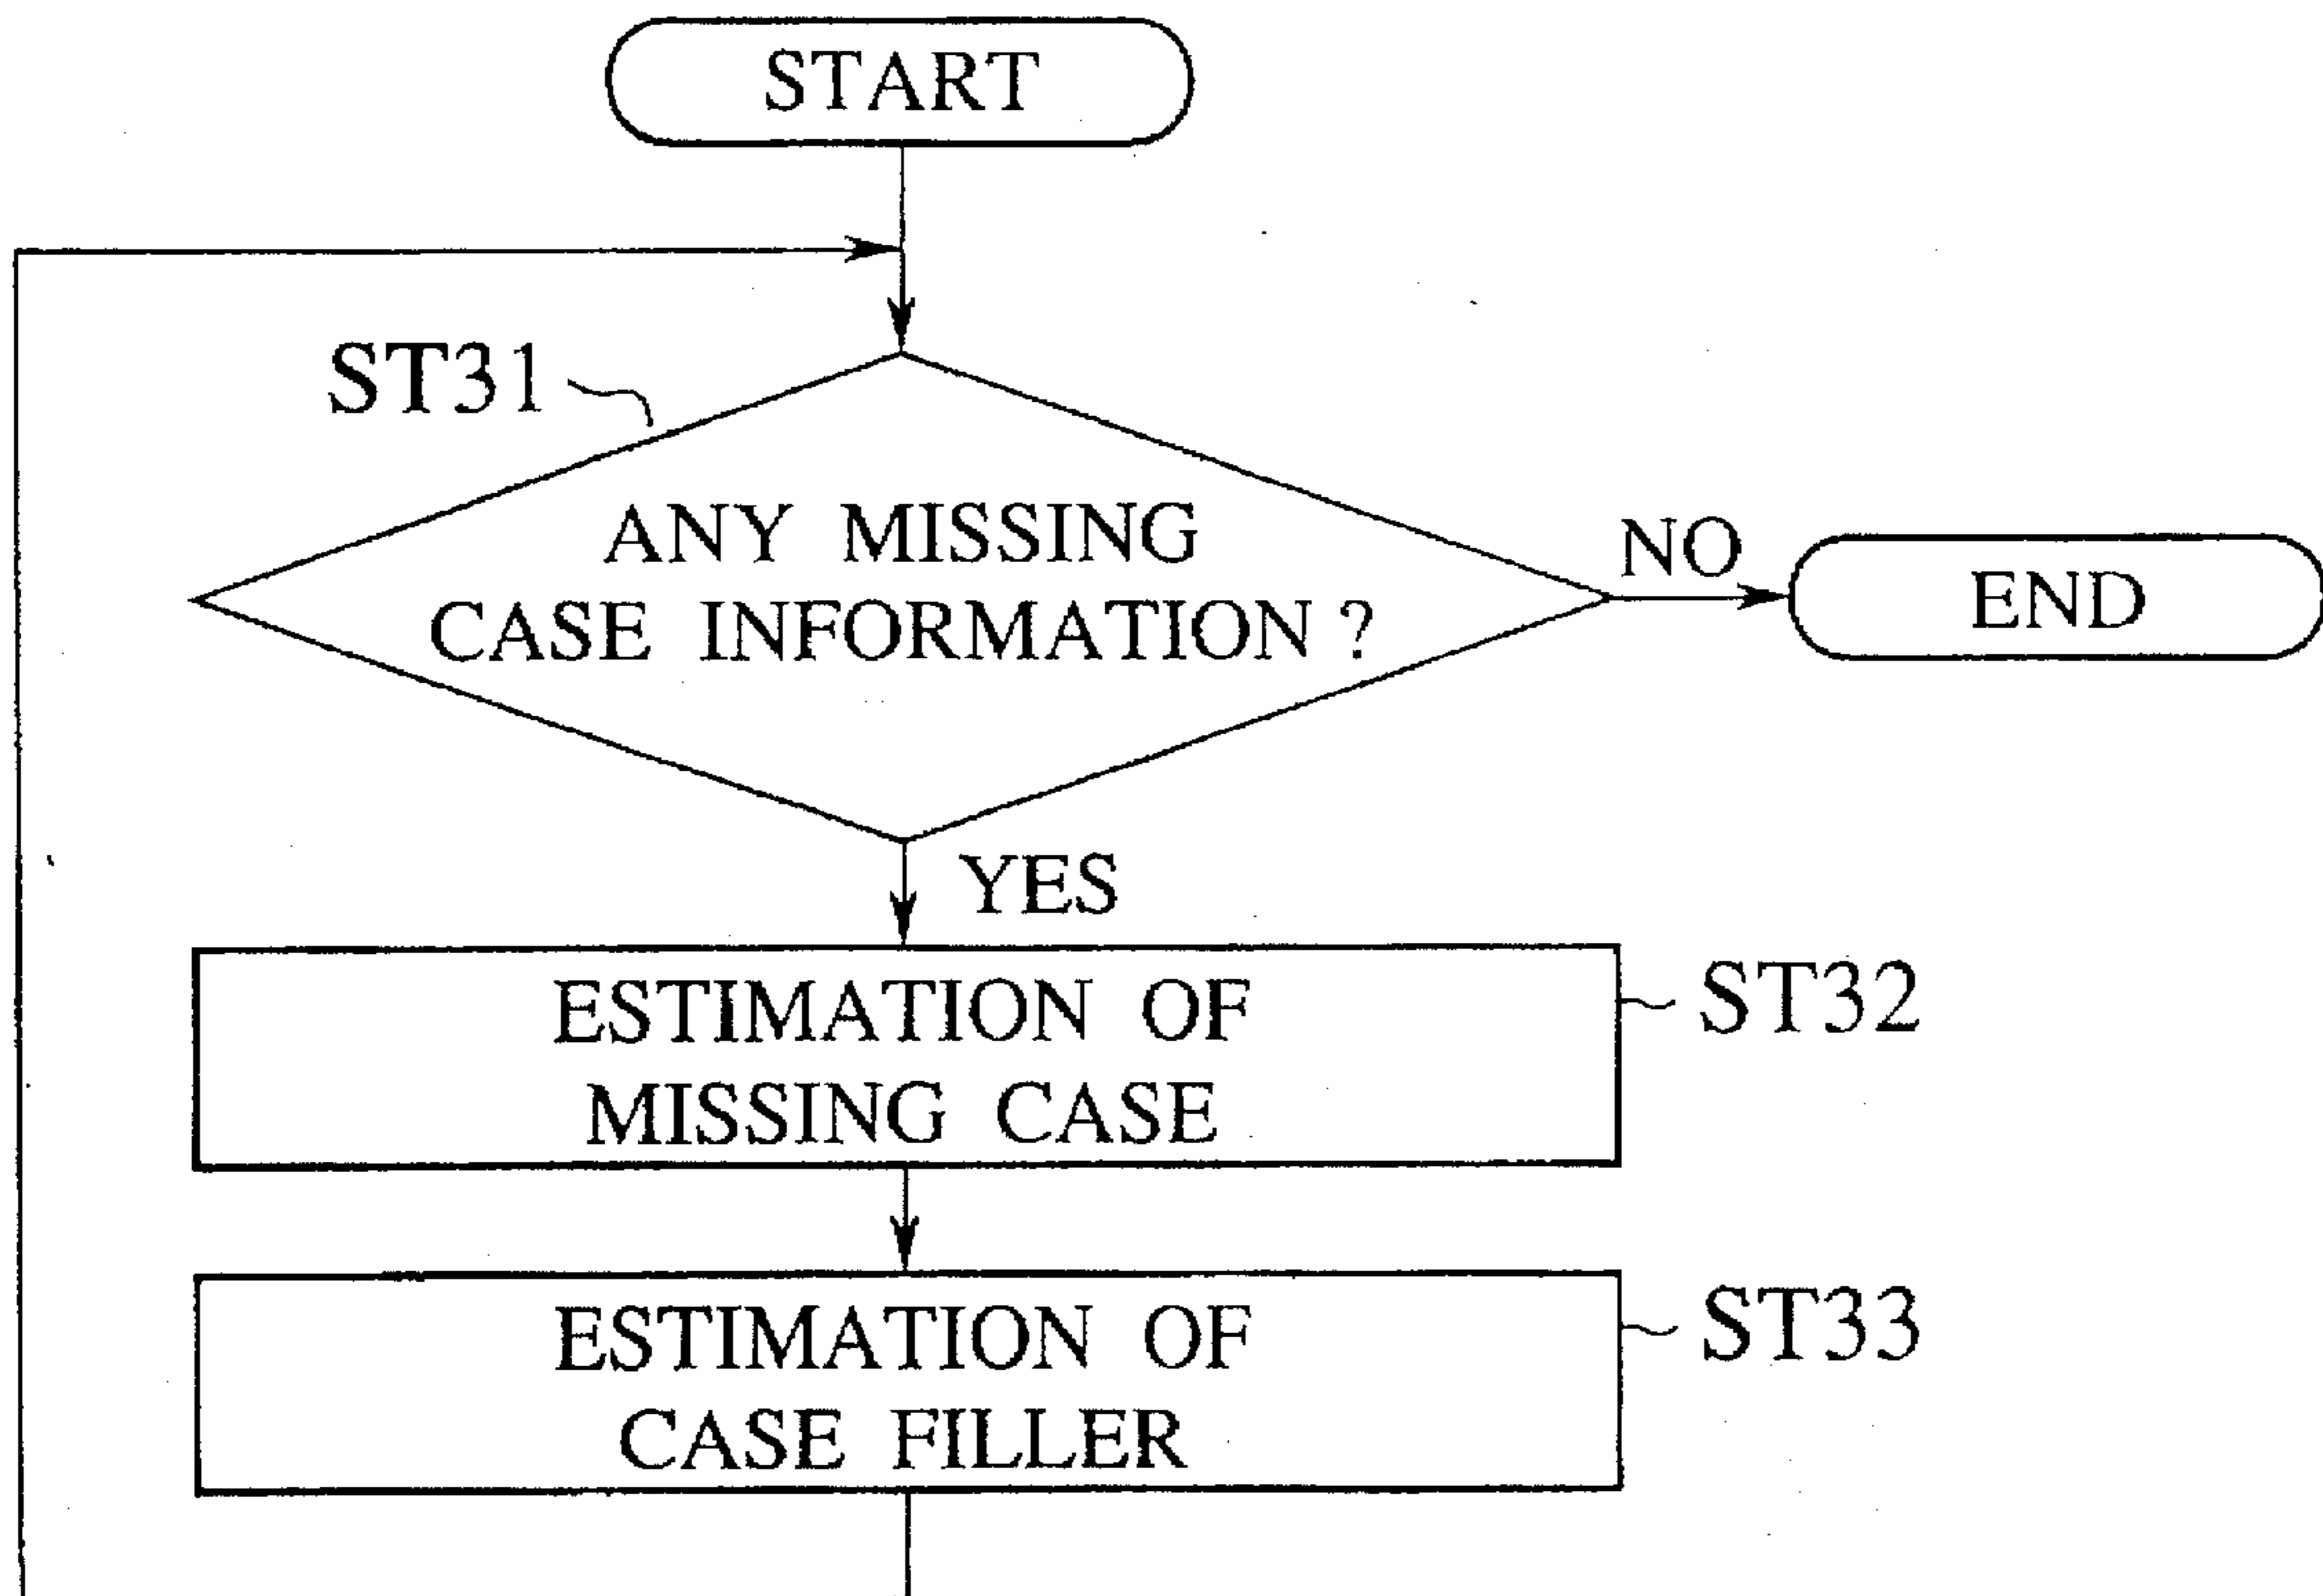 START
ST31
ANY MISSING
CASE INFORMATION ?
NO
END
YES
ESTIMATION OF
MISSING CASE
ST32
ESTIMATION OF
CASE FILLER
ST33